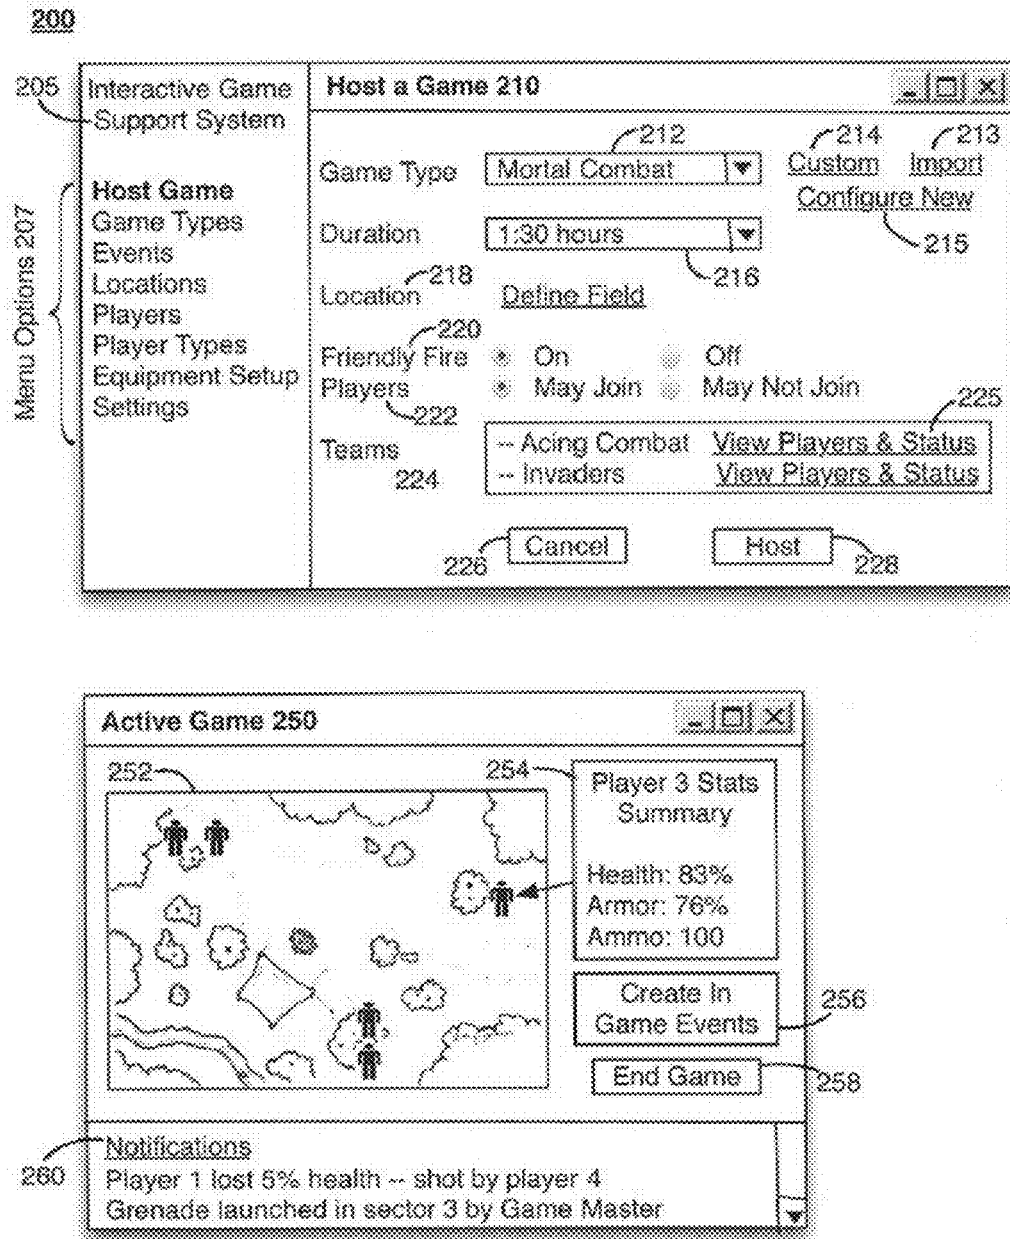 200
205
Interactive Game
Support System
Menu Options 207
Host Game
Game Types
Events
Locations
Players
Player Types
Equipment Setup
Settings
Host a Game 210
212
214
213
Game Type
Mortal Combat
Custom
Import
Configure New
215
Duration
1:30 hours
216
218
Location
Define Field
220
Friendly Fire
On
Off
Players
May Join
May Not Join
222
225
Teams
224
-- Acing Combat View Players & Status
-- Invaders View Players & Status
226
Cancel
Host
228
Active Game 250
252
254
Player 3 Stats
Summary
Health: 83%
Armor: 76%
Ammo: 100
Create In
Game Events
256
End Game
258
260
Notifications
Player 1 lost 5% health -- shot by player 4
Grenade launched in sector 3 by Game Master